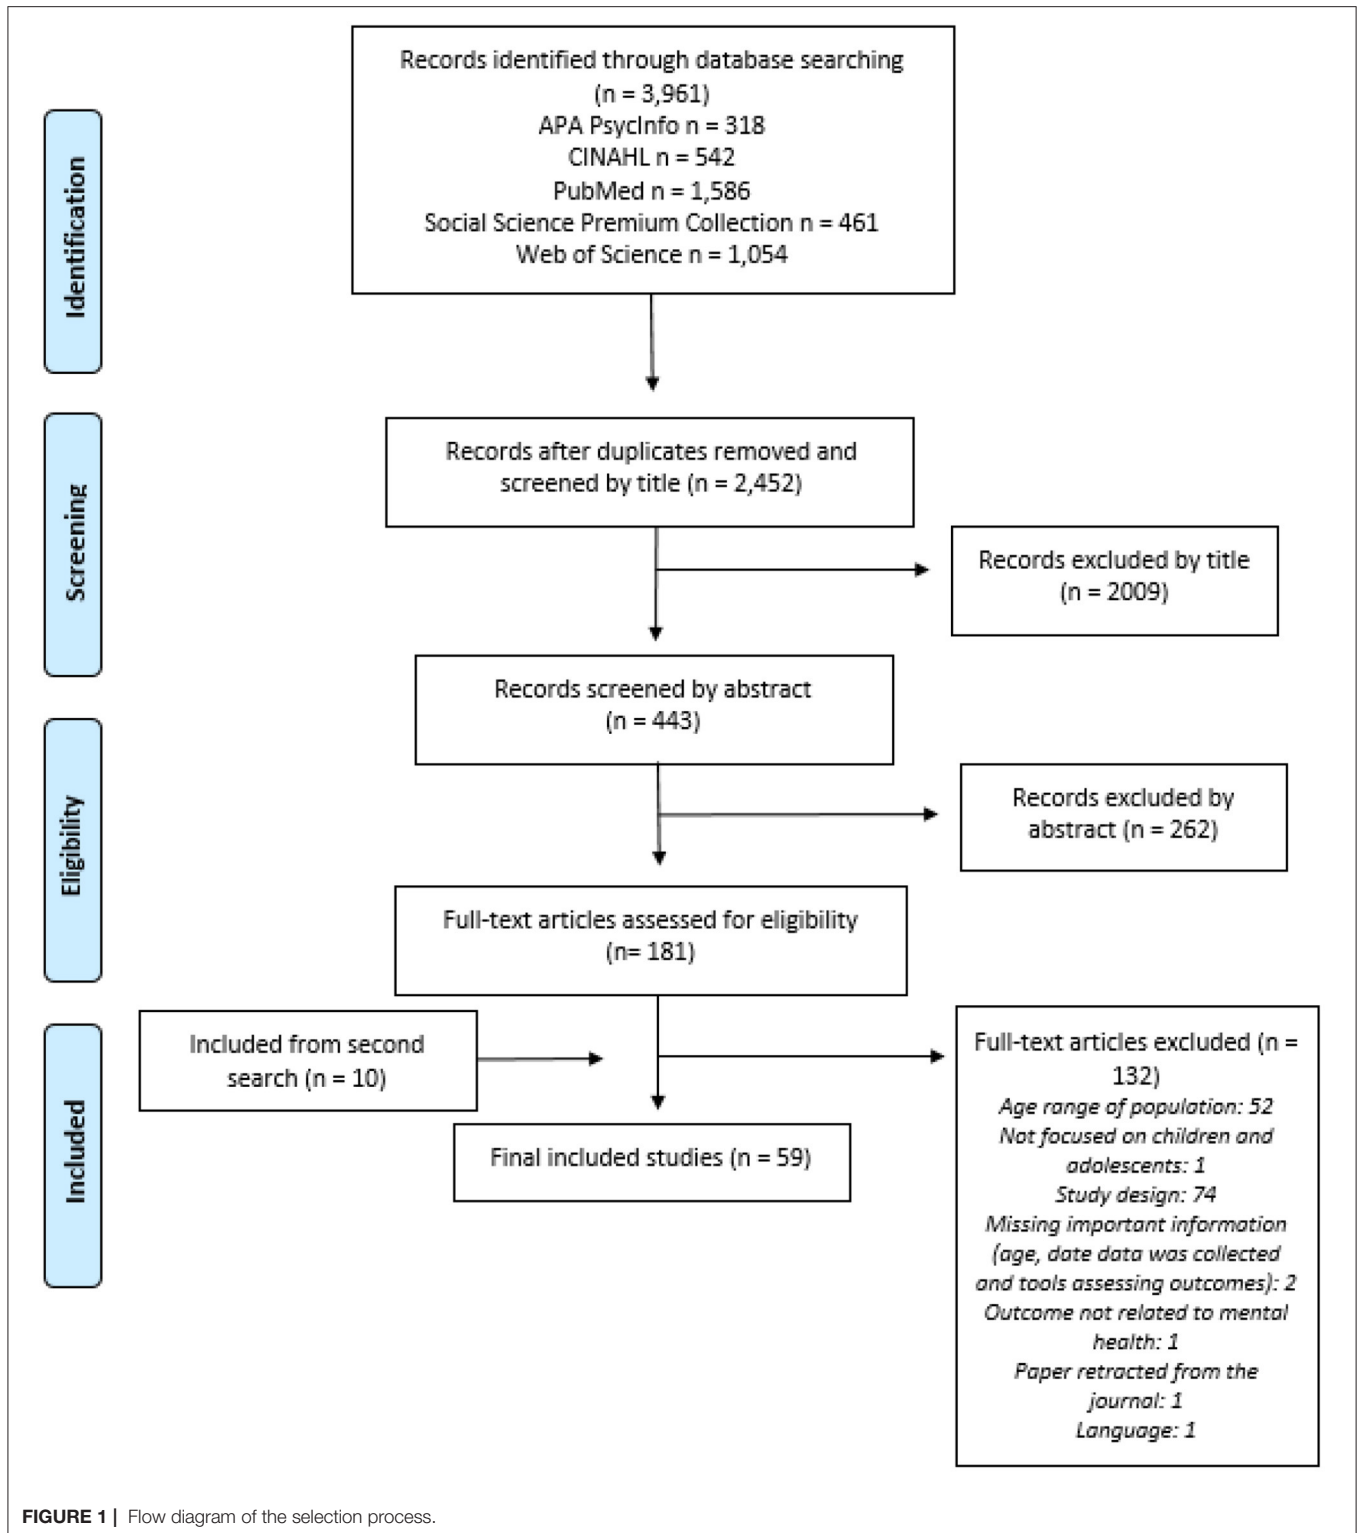 Identification
Records identified through database searching
(n = 3,961)
APA PsycInfo n = 318
CINAHL n = 542
PubMed n = 1,586
Social Science Premium Collection n = 461
Web of Science n = 1,054
Screening
Records after duplicates removed and
screened by title (n = 2,452)
Records excluded by title
(n = 2009)
Records screened by abstract
(n = 443)
Eligibility
Records excluded by
abstract (n = 262)
Full-text articles assessed for eligibility
(n= 181)
Included
Included from second
search (n = 10)
Full-text articles excluded (n =
132)
Age range of population: 52
Not focused on children and
adolescents: 1
Study design: 74
Missing important information
(age, date data was collected
and tools assessing outcomes): 2
Outcome not related to mental
health: 1
Paper retracted from the
journal: 1
Language: 1
Final included studies (n = 59)
FIGURE 1 | Flow diagram of the selection process.